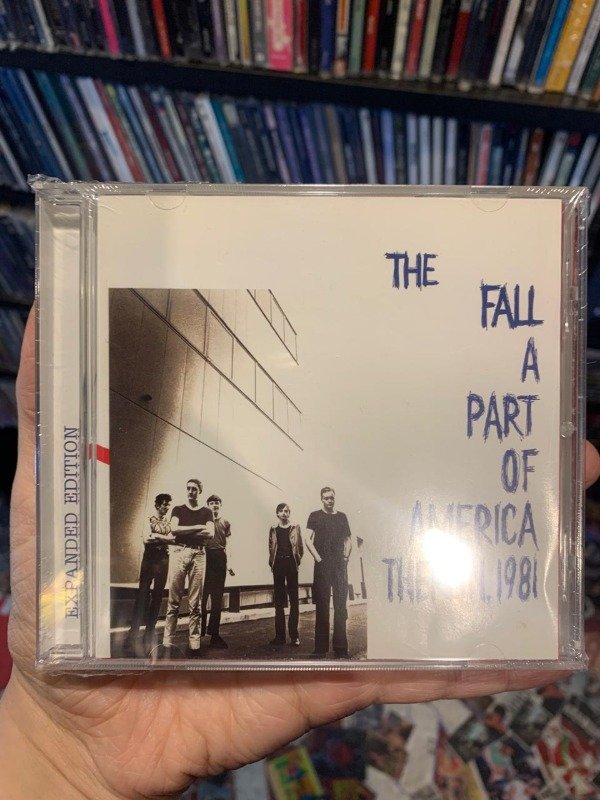 THE
FALL
A
PART
OF
AMERICA
1981
EXPANDED EDITION